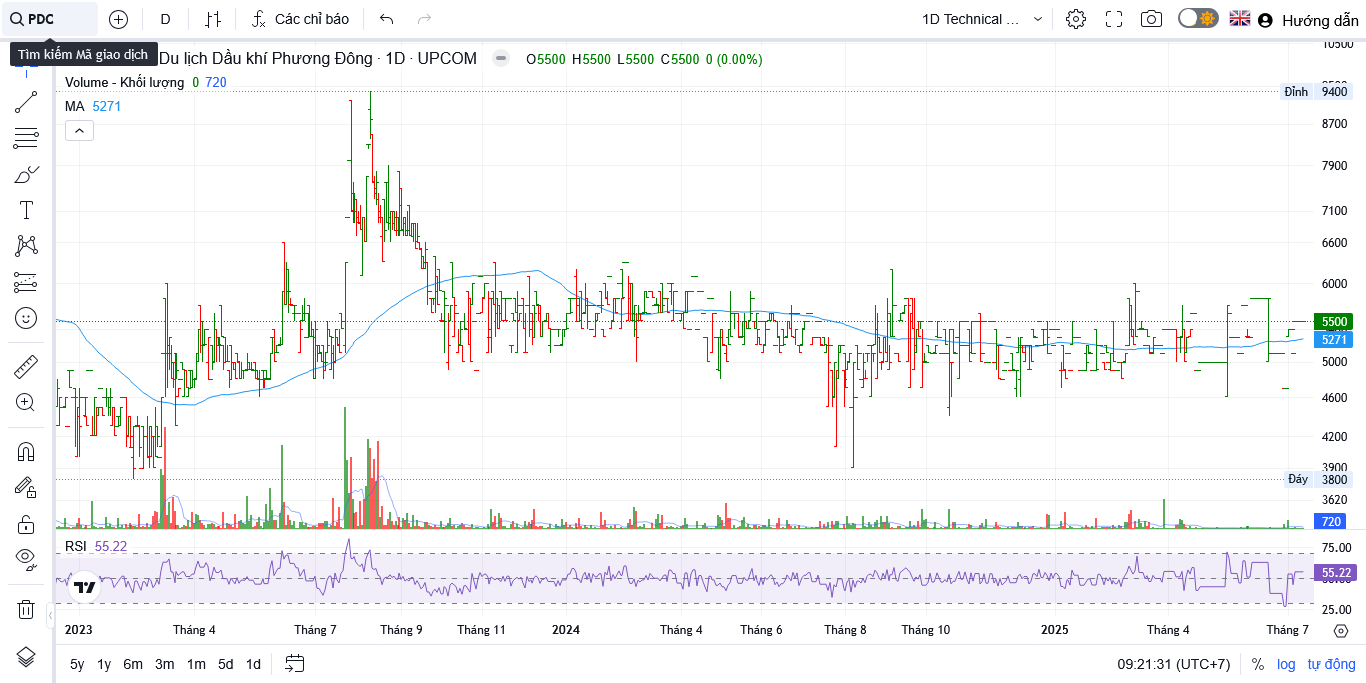 PDC
D
Các chỉ báo
1D Technical ...
Hướng dẫn
Tìm kiếm Mã giao dịch
Du lịch Dầu khí Phương Đông · 1D · UPCOM
O5500 H5500 L5500 C5500 0 (0.00%)
Volume - Khối lượng 0 720
MA 5271
10500
Đỉnh 9400
8700
7900
7100
6600
6000
5500
5271
5000
4600
4200
3900
Đáy 3800
3620
720
RSI 55.22
75.00
55.22
25.00
2023 Tháng 4 Tháng 7 Tháng 9 Tháng 11 2024 Tháng 4 Tháng 6 Tháng 8 Tháng 10 2025 Tháng 4 Tháng 7
5y 1y 6m 3m 1m 5d 1d
09:21:31 (UTC+7) % log tự động